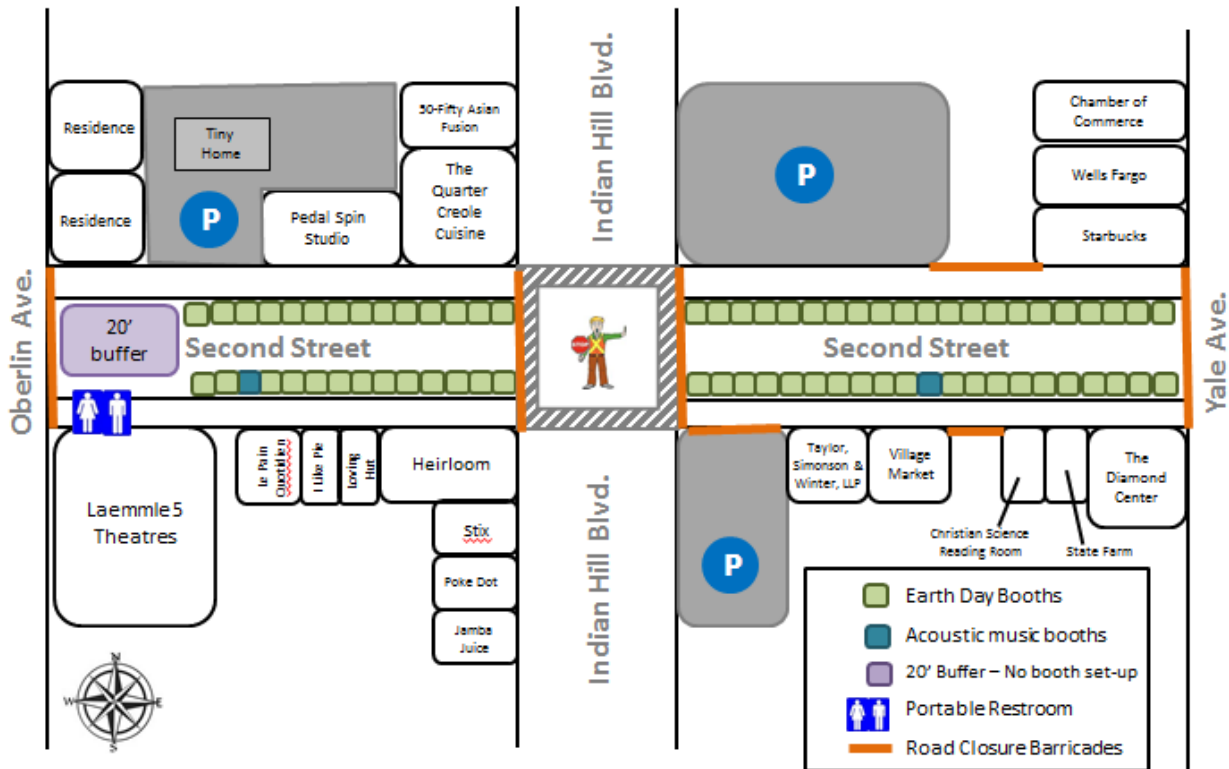 Indian Hill Blvd.
Residence
Tiny
Home
50-Fifty Asian
Fusion
P
Chamber of
Commerce
Residence
P
Pedal Spin
Studio
The
Quarter
Creole
Cuisine
Wells Fargo
Starbucks
Oberlin Ave.
20'
buffer
Second Street
STOP
Second Street
Yale Ave.
Laemmle 5
Theatres
Le Pain
Quotidien
I Like Pie
Loving
Hut
Heirloom
Stix
Poke Dot
Jamba
Juice
Indian Hill Blvd.
P
Taylor,
Simonson &
Winter, LLP
Village
Market
Christian Science
Reading Room
State Farm
The
Diamond
Center
Earth Day Booths
Acoustic music booths
20' Buffer – No booth set-up
Portable Restroom
Road Closure Barricades
N
W
E
S